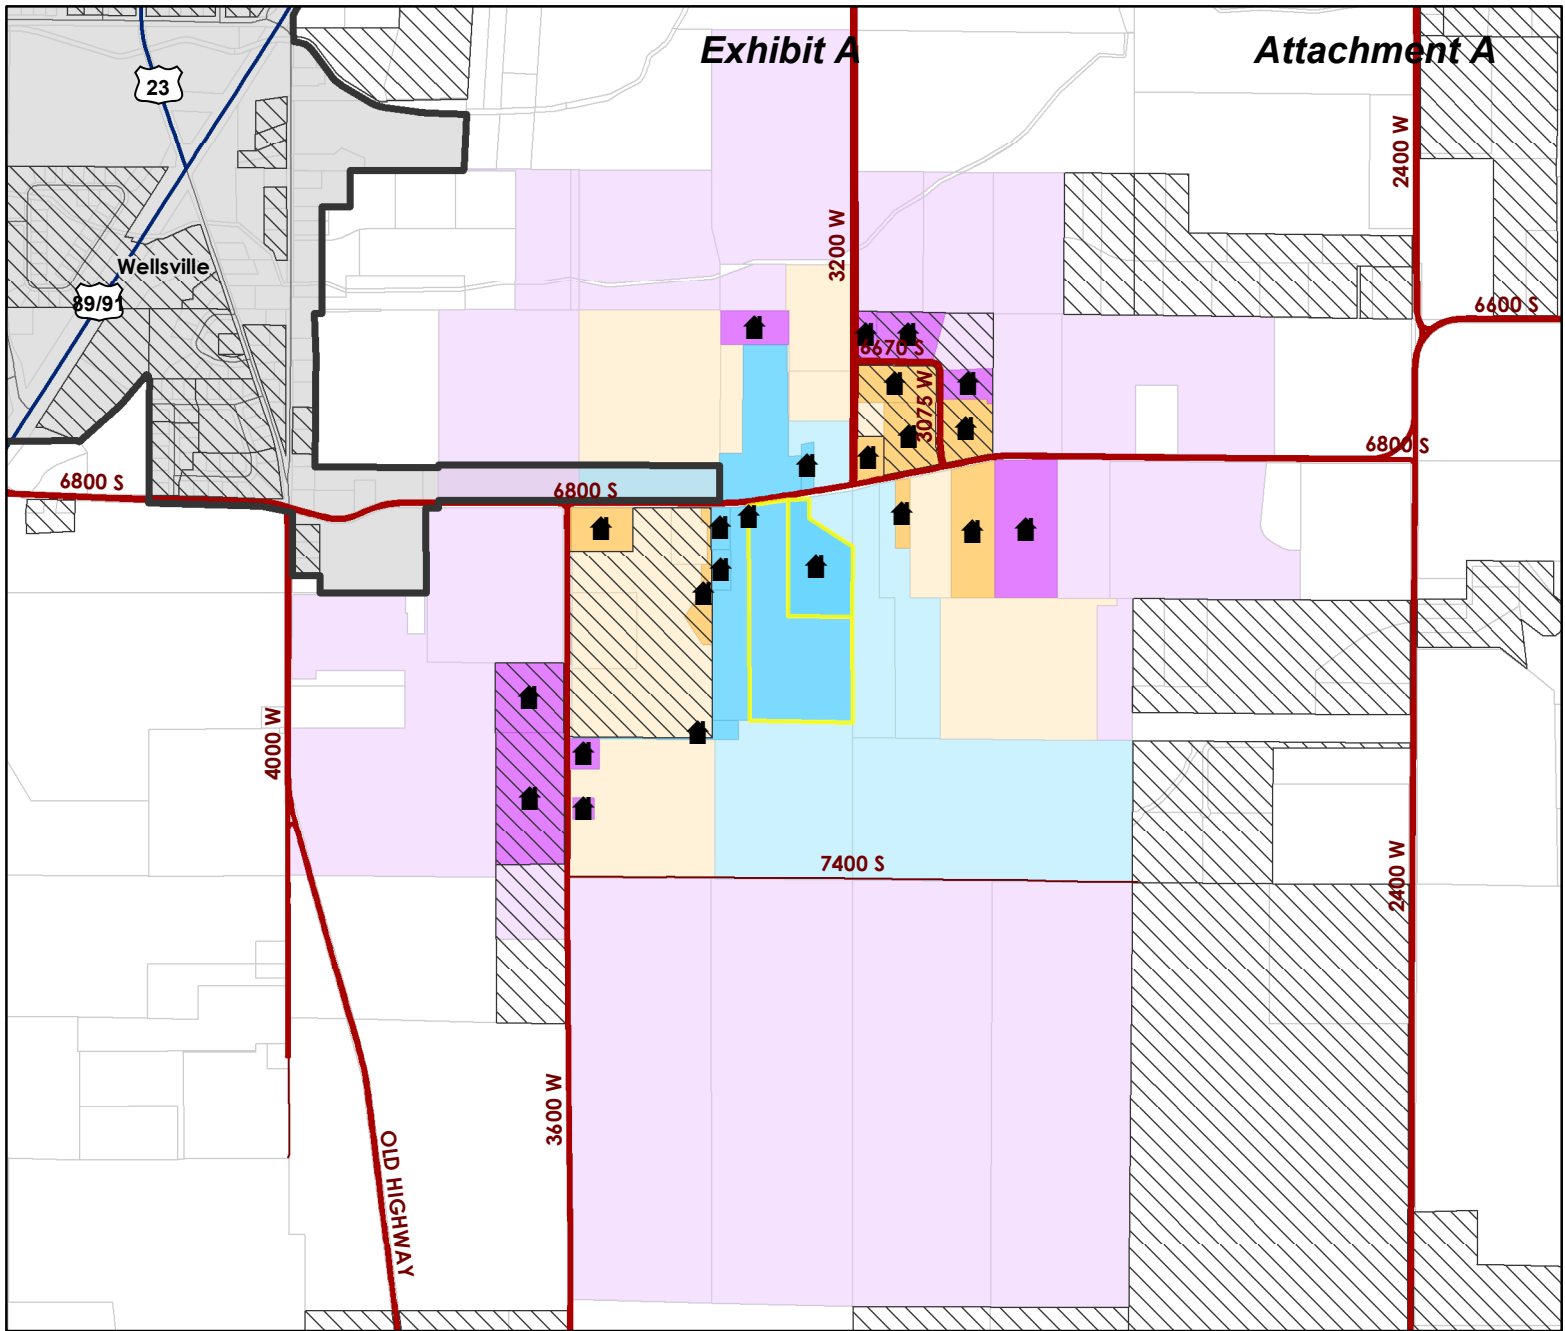 Exhibit A
Attachment A
23
2400 W
3200 W
Wellsville
89/91
6600 S
6670 S
3075 W
6800 S
6800 S
6800 S
4000 W
7400 S
2400 W
3600 W
OLD HIGHWAY